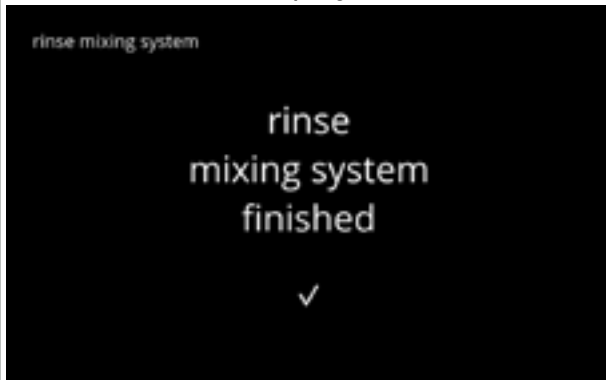 rinse mixing system
rinse
mixing system
finished
✓